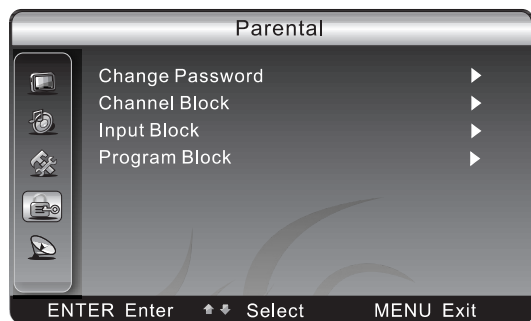 Parental
Change Password
Channel Block
Input Block
Program Block
ENTER Enter Select MENU Exit